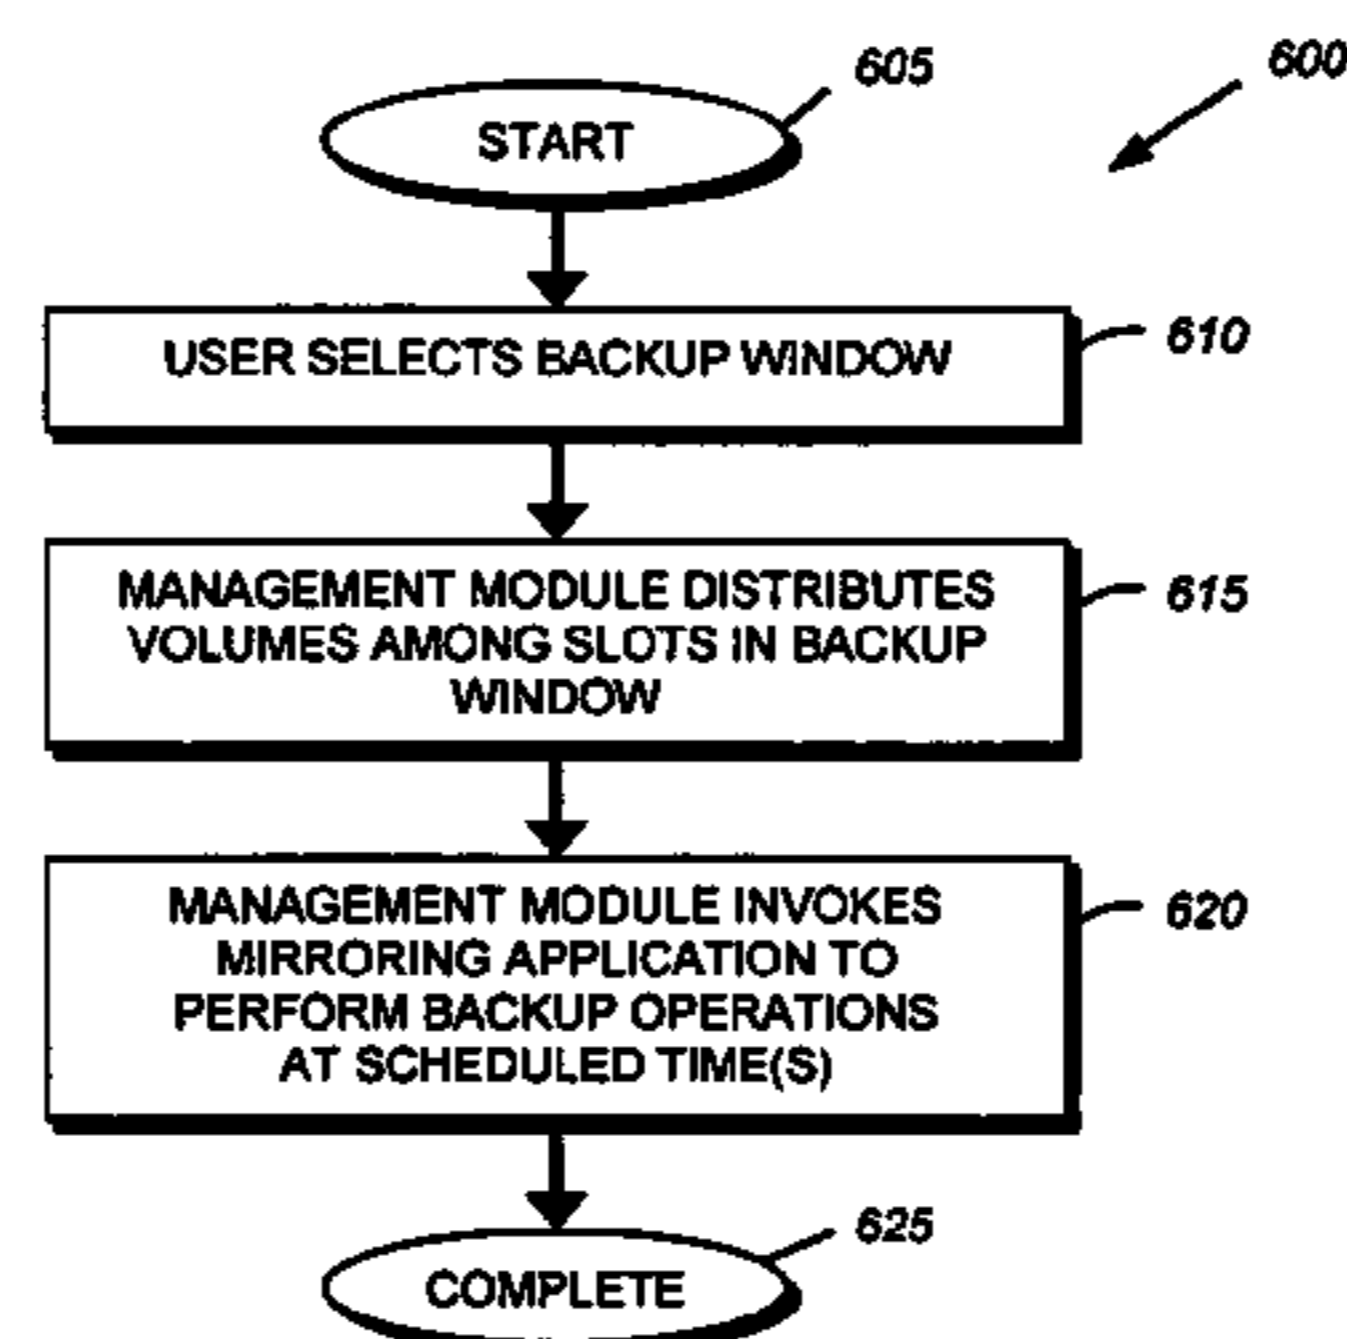 605
600
START
USER SELECTS BACKUP WINDOW
610
MANAGEMENT MODULE DISTRIBUTES
VOLUMES AMONG SLOTS IN BACKUP
WINDOW
615
MANAGEMENT MODULE INVOKES
MIRRORING APPLICATION TO
PERFORM BACKUP OPERATIONS
AT SCHEDULED TIME(S)
620
625
COMPLETE